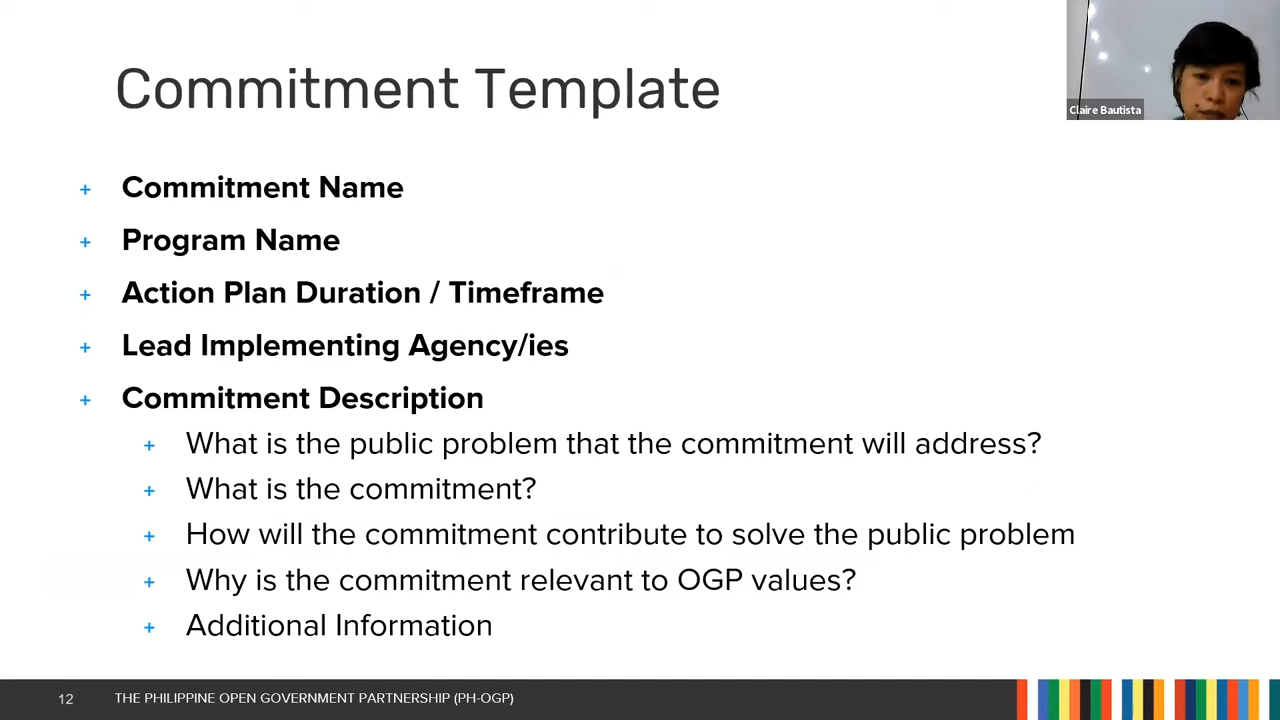 Commitment Template
Claire Bautista
+ Commitment Name
+ Program Name
+ Action Plan Duration / Timeframe
+ Lead Implementing Agency/ies
+ Commitment Description
+ What is the public problem that the commitment will address?
+ What is the commitment?
+ How will the commitment contribute to solve the public problem
+ Why is the commitment relevant to OGP values?
+ Additional Information
12 THE PHILIPPINE OPEN GOVERNMENT PARTNERSHIP (PH-OGP)